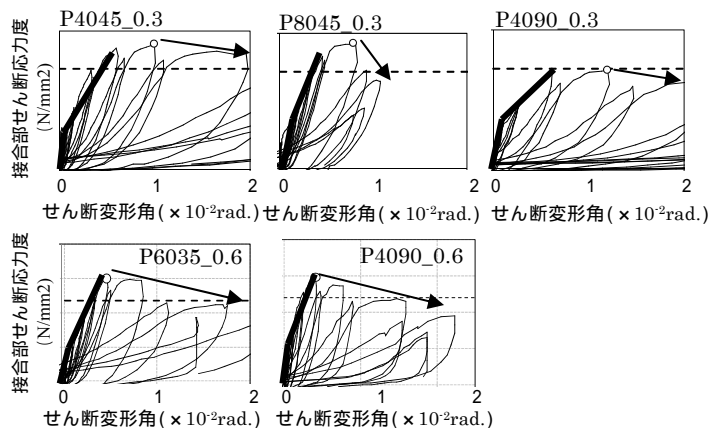 P4045_0.3
P8045_0.3
P4090_0.3
接合部せん断応力度
(N/mm2)
0 1 2
0 1 2
0 1 2
せん断変形角(×10-2rad.)
せん断変形角(×10-2rad.)
せん断変形角(×10-2rad.)
P6035_0.6
P4090_0.6
接合部せん断応力度
(N/mm2)
0 1 2
0 1 2
せん断変形角(×10-2rad.)
せん断変形角(×10-2rad.)